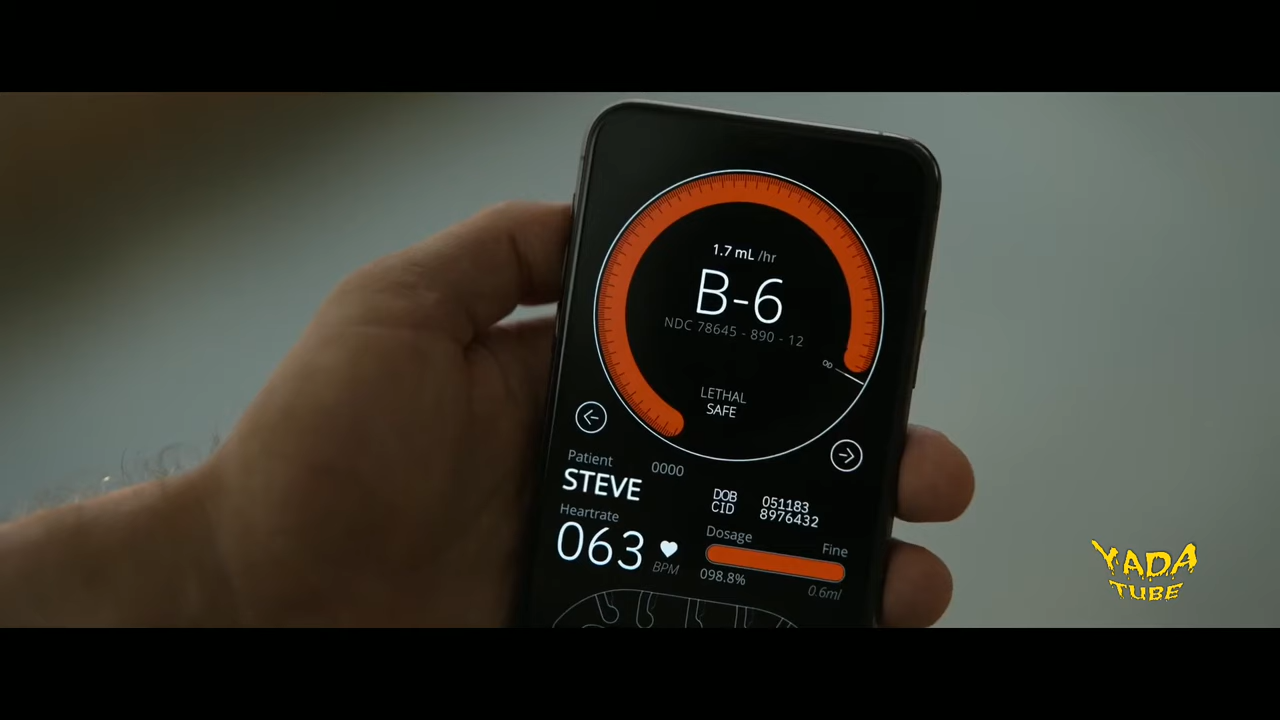 1.7 mL /hr
B-6
NDC 78645 - 890 - 12
∞
LETHAL
SAFE
Patient 0000
STEVE
DOB 051183
CID 8976432
Heartrate
063 BPM
Dosage Fine
098.8% 0.6ml
YADA
TUBE